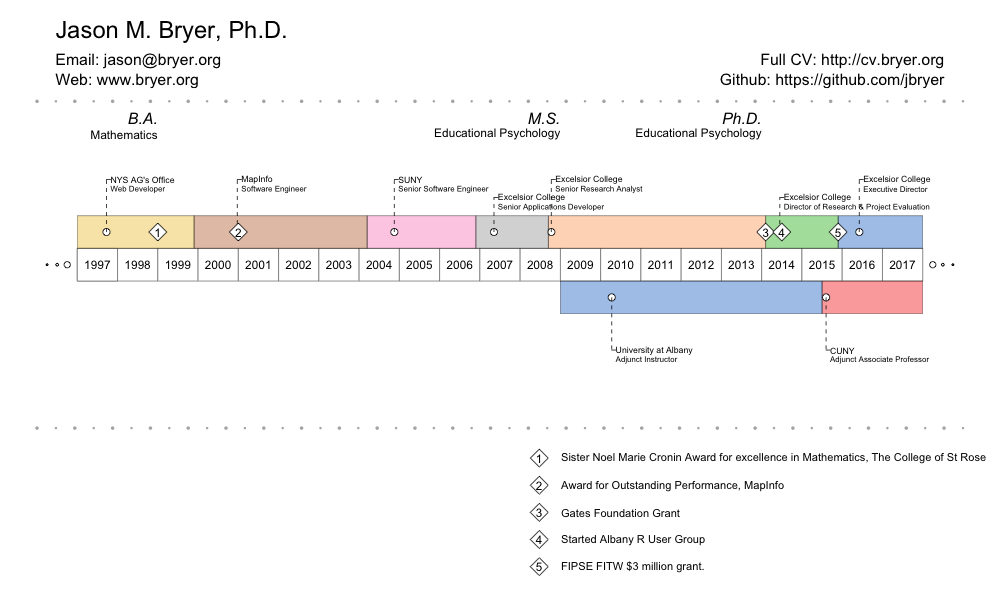 Jason M. Bryer, Ph.D.
Email: jason@bryer.org
Full CV: http://cv.bryer.org
Web: www.bryer.org
Github: https://github.com/jbryer
B.A.
Mathematics
M.S.
Educational Psychology
Ph.D.
Educational Psychology
NYS AG's Office
Web Developer
MapInfo
Software Engineer
SUNY
Senior Software Engineer
Excelsior College
Senior Applications Developer
Excelsior College
Senior Research Analyst
Excelsior College
Director of Research & Project Evaluation
Excelsior College
Executive Director
1 2 3 4 5
1997 1998 1999 2000 2001 2002 2003 2004 2005 2006 2007 2008 2009 2010 2011 2012 2013 2014 2015 2016 2017
University at Albany
Adjunct Instructor
CUNY
Adjunct Associate Professor
1 Sister Noel Marie Cronin Award for excellence in Mathematics, The College of St Rose
2 Award for Outstanding Performance, MapInfo
3 Gates Foundation Grant
4 Started Albany R User Group
5 FIPSE FITW $3 million grant.